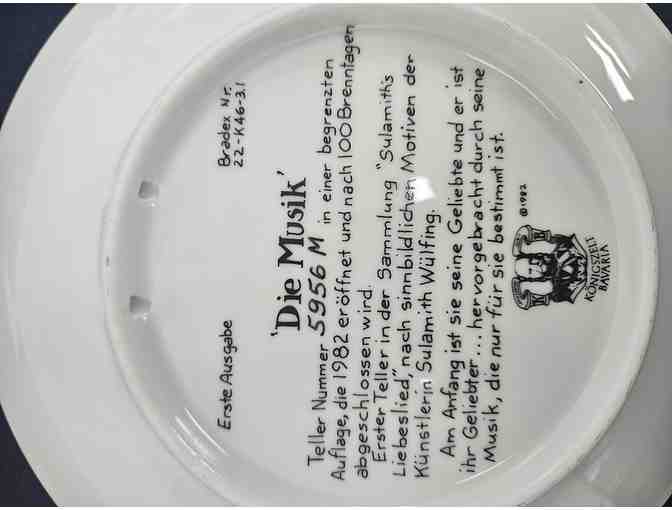 Erste Ausgabe
Bradex Nr.
22-K46-3.1
'Die Musik'
Teller Nummer 5956 M in einer begrenzten
Auflage, die 1982 eröffnet und nach 100 Brenntagen
abgeschlossen wird.
Erster Teller in der Sammlung "Sulamith's
Liebeslied," nach sinnbildlichen Motiven der
Künstlerin Sulamith Wülfing.
Am Anfang ist sie seine Geliebte und er ist
ihr Geliebter...hervorgebracht durch seine
Musik, die nur für sie bestimmt ist.
©1982
KÖNIGSZELT
BAVARIA